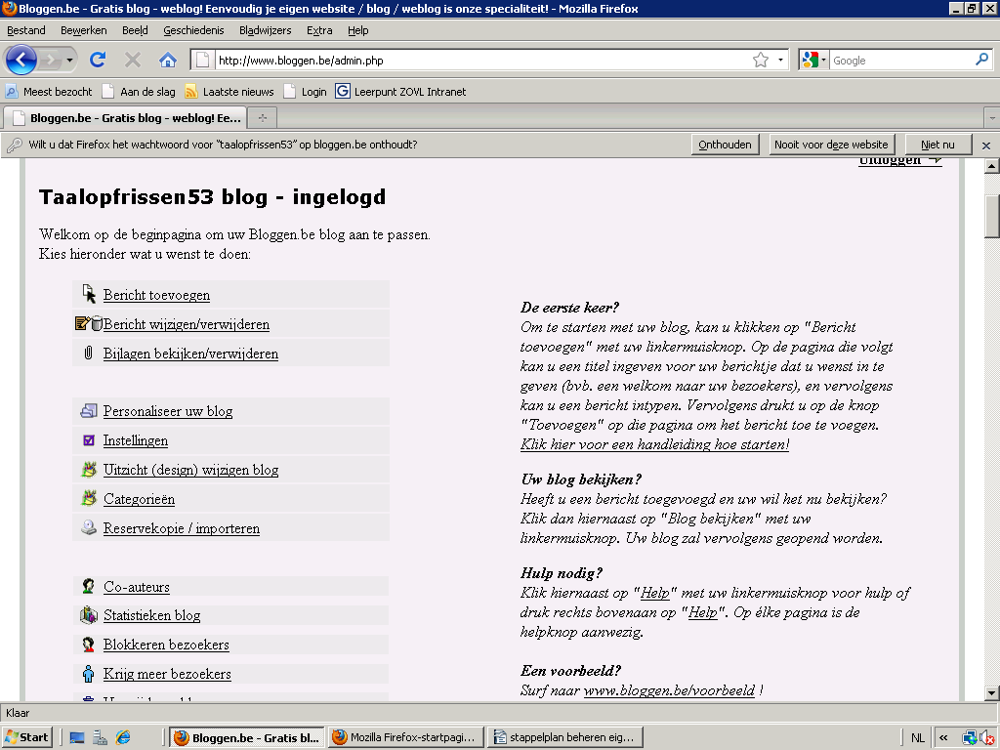 Bloggen.be - Gratis blog - weblog! Eenvoudig je eigen website / blog / weblog is onze specialiteit! - Mozilla Firefox
Bestand Bewerken Beeld Geschiedenis Bladwijzers Extra Help
http://www.bloggen.be/admin.php
Google
Meest bezocht Aan de slag Laatste nieuws Login Leerpunt ZOVL Intranet
Bloggen.be - Gratis blog - weblog! Ee...
Wilt u dat Firefox het wachtwoord voor "taalopfrissen53" op bloggen.be onthoudt? Onthouden Nooit voor deze website Niet nu
Uitloggen
Taalopfrissen53 blog - ingelogd
Welkom op de beginpagina om uw Bloggen.be blog aan te passen.
Kies hieronder wat u wenst te doen:
Bericht toevoegen
Bericht wijzigen/verwijderen
Bijlagen bekijken/verwijderen
Personaliseer uw blog
Instellingen
Uitzicht (design) wijzigen blog
Categorieën
Reservekopie / importeren
Co-auteurs
Statistieken blog
Blokkeren bezoekers
Krijg meer bezoekers
De eerste keer?
Om te starten met uw blog, kan u klikken op "Bericht
toevoegen" met uw linkermuisknop. Op de pagina die volgt
kan u een titel ingeven voor uw berichtje dat u wenst in te
geven (bvb. een welkom naar uw bezoekers), en vervolgens
kan u een bericht intypen. Vervolgens drukt u op de knop
"Toevoegen" op die pagina om het bericht toe te voegen.
Klik hier voor een handleiding hoe starten!
Uw blog bekijken?
Heeft u een bericht toegevoegd en uw wil het nu bekijken?
Klik dan hiernaast op "Blog bekijken" met uw
linkermuisknop. Uw blog zal vervolgens geopend worden.
Hulp nodig?
Klik hiernaast op "Help" met uw linkermuisknop voor hulp of
druk rechts bovenaan op "Help". Op élke pagina is de
helpknop aanwezig.
Een voorbeeld?
Surf naar www.bloggen.be/voorbeeld !
Klaar
Start Bloggen.be - Gratis bl... Mozilla Firefox-startpagi... stappelplan beheren eig... NL «